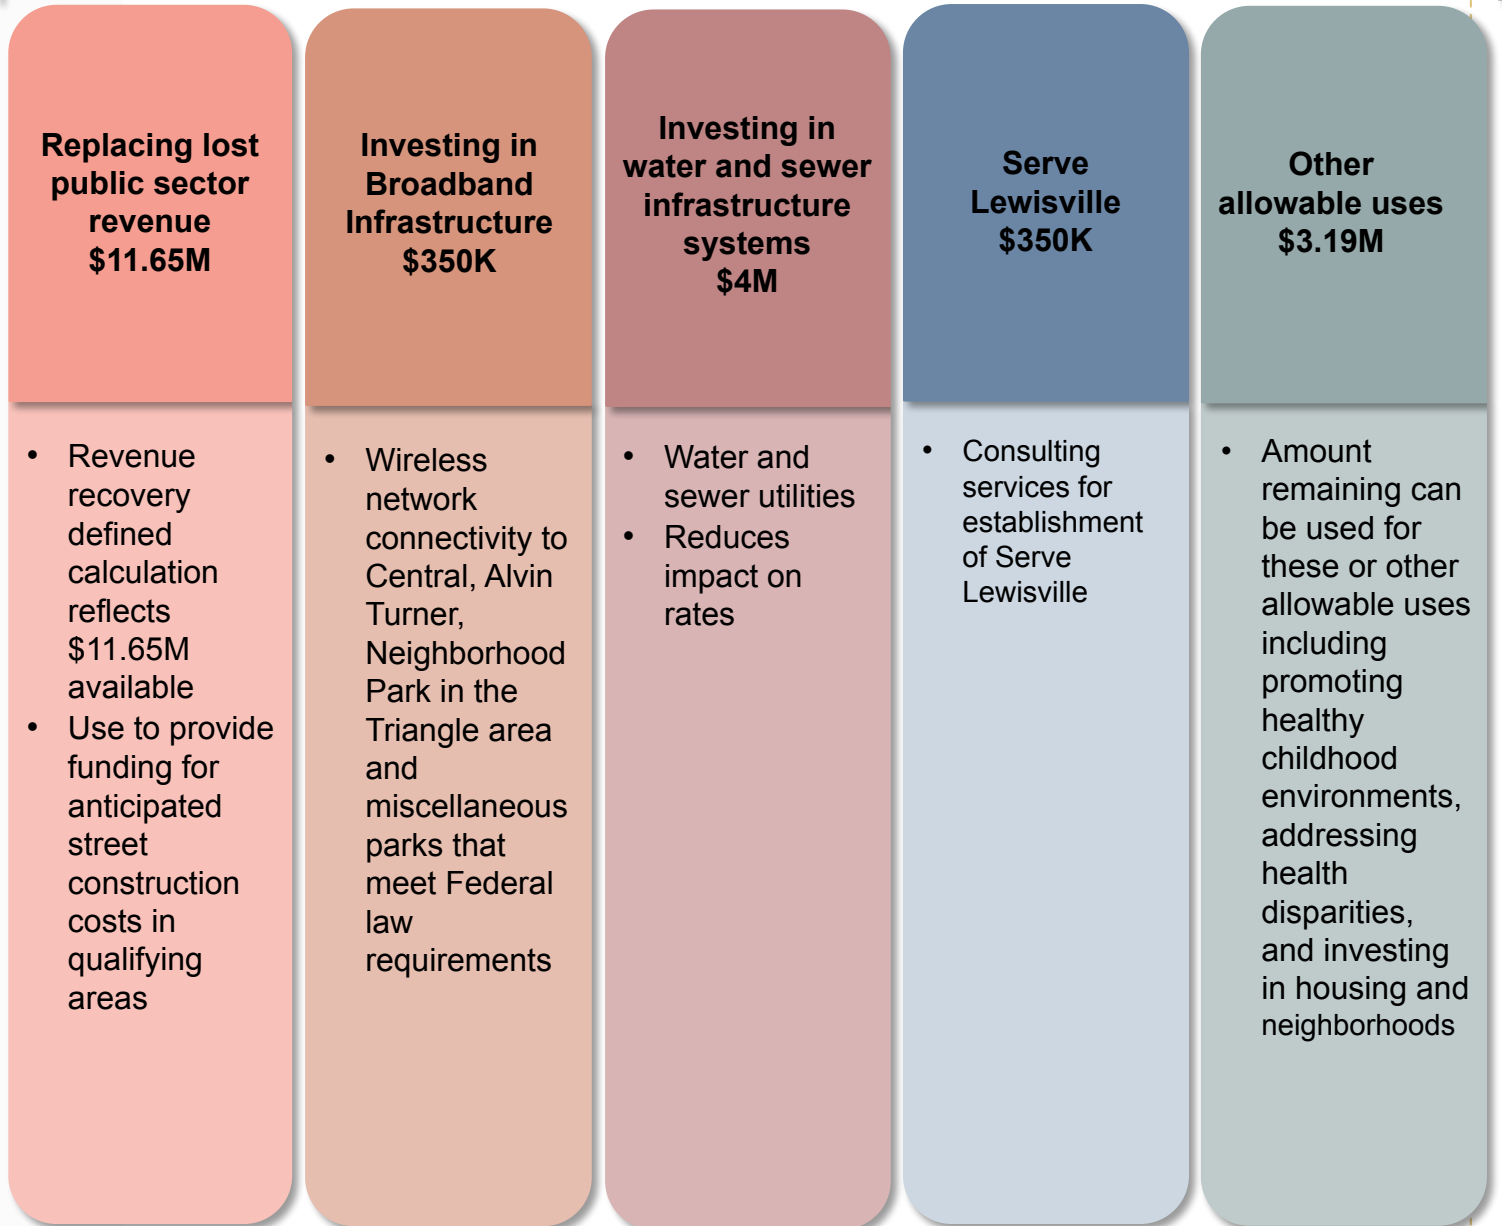 Replacing lost
public sector
revenue
$11.65M
• Revenue
recovery
defined
calculation
reflects
$11.65M
available
• Use to provide
funding for
anticipated
street
construction
costs in
qualifying
areas
Investing in
Broadband
Infrastructure
$350K
• Wireless
network
connectivity to
Central, Alvin
Turner,
Neighborhood
Park in the
Triangle area
and
miscellaneous
parks that
meet Federal
law
requirements
Investing in
water and sewer
infrastructure
systems
$4M
• Water and
sewer utilities
• Reduces
impact on
rates
Serve
Lewisville
$350K
• Consulting
services for
establishment
of Serve
Lewisville
Other
allowable uses
$3.19M
• Amount
remaining can
be used for
these or other
allowable uses
including
promoting
healthy
childhood
environments,
addressing
health
disparities,
and investing
in housing and
neighborhoods